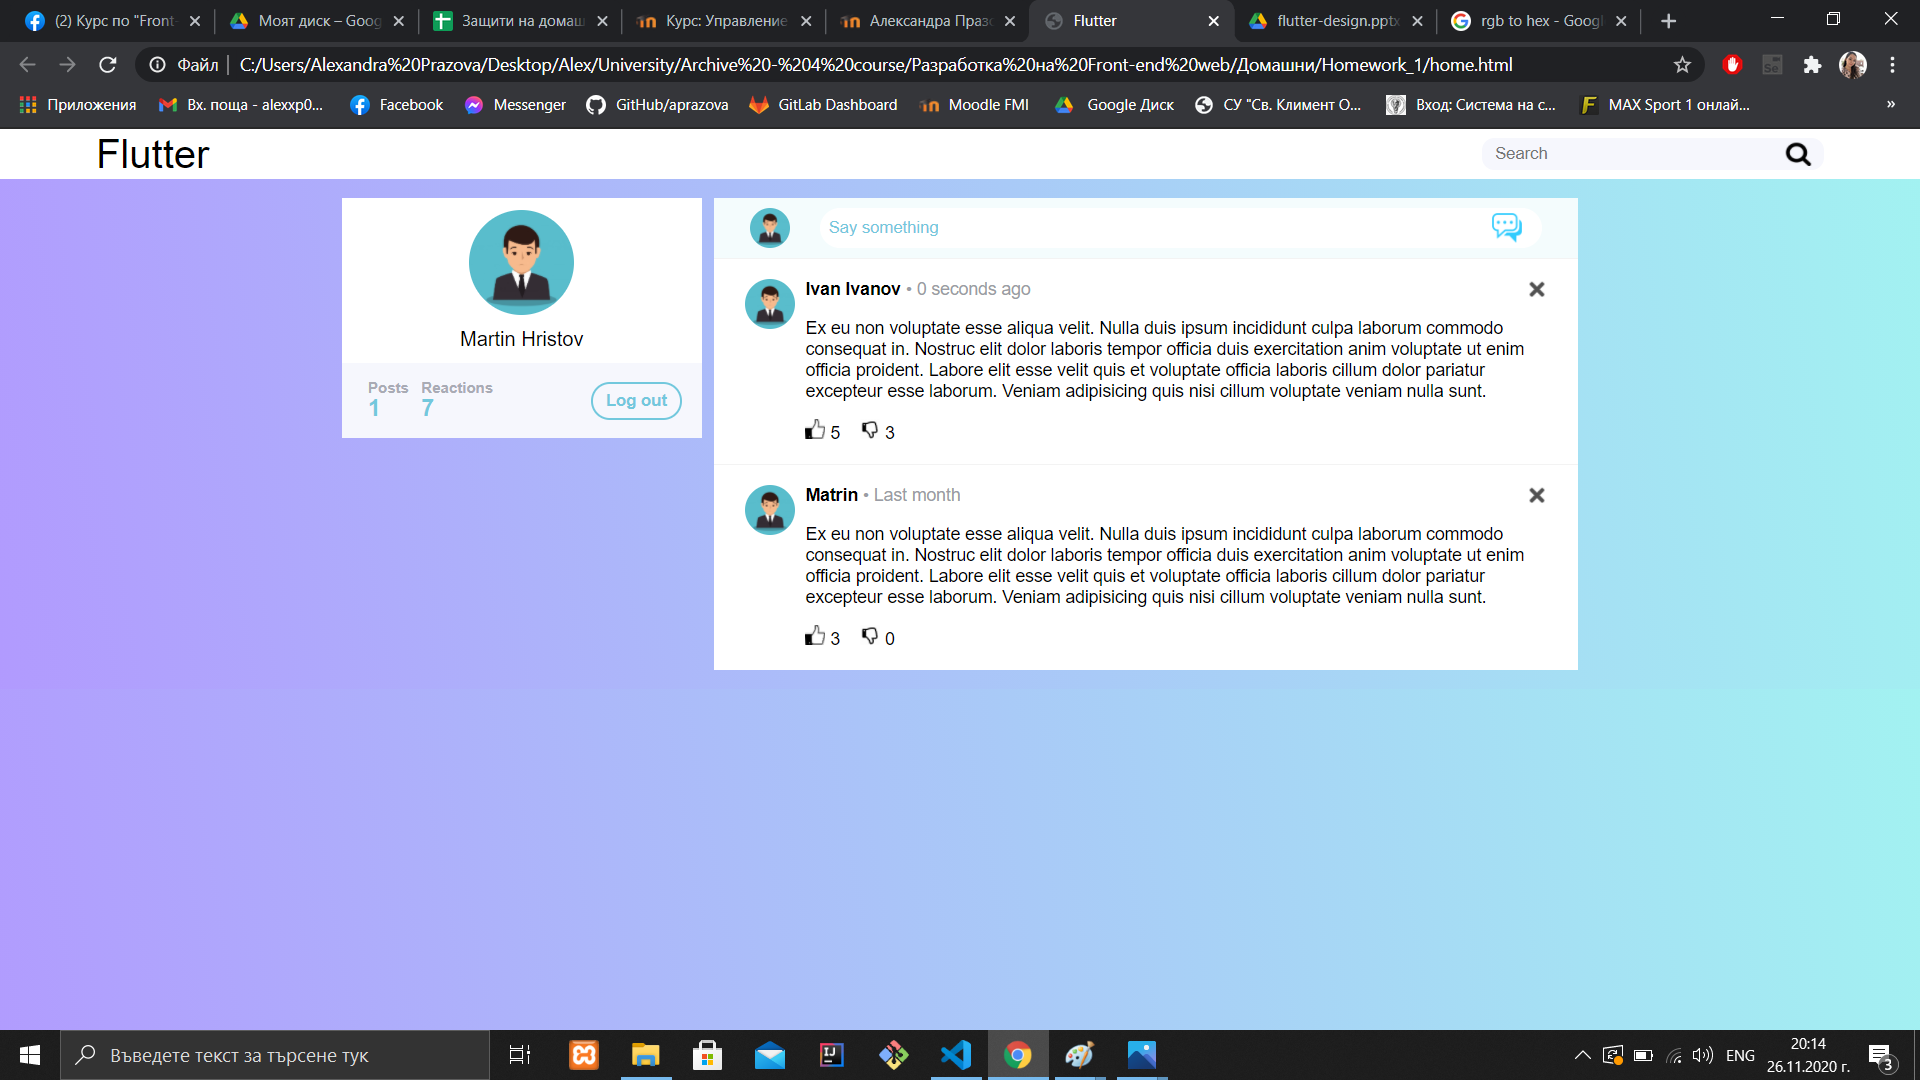 (2) Курс по "Front-
Моят диск – Goog
Защити на домаш
Курс: Управление
Александра Празо
Flutter
flutter-design.pptx
rgb to hex - Googl
Файл
C:/Users/Alexandra%20Prazova/Desktop/Alex/University/Archive%20-%204%20course/Разработка%20на%20Front-end%20web/Домашни/Homework_1/home.html
Приложения
Вх. поща - alexxp0...
Facebook
Messenger
GitHub/aprazova
GitLab Dashboard
Moodle FMI
Google Диск
СУ "Св. Климент О...
Вход: Система на с...
MAX Sport 1 онлай...
»
Flutter
Search
Martin Hristov
Posts Reactions
1 7
Log out
Say something
Ivan Ivanov • 0 seconds ago
Ex eu non voluptate esse aliqua velit. Nulla duis ipsum incididunt culpa laborum commodo
consequat in. Nostruc elit dolor laboris tempor officia duis exercitation anim voluptate ut enim
officia proident. Labore elit esse velit quis et voluptate officia laboris cillum dolor pariatur
excepteur esse laborum. Veniam adipisicing quis nisi cillum voluptate veniam nulla sunt.
5 3
Matrin • Last month
Ex eu non voluptate esse aliqua velit. Nulla duis ipsum incididunt culpa laborum commodo
consequat in. Nostruc elit dolor laboris tempor officia duis exercitation anim voluptate ut enim
officia proident. Labore elit esse velit quis et voluptate officia laboris cillum dolor pariatur
excepteur esse laborum. Veniam adipisicing quis nisi cillum voluptate veniam nulla sunt.
3 0
Въведете текст за търсене тук
ENG
20:14
26.11.2020 г.
3